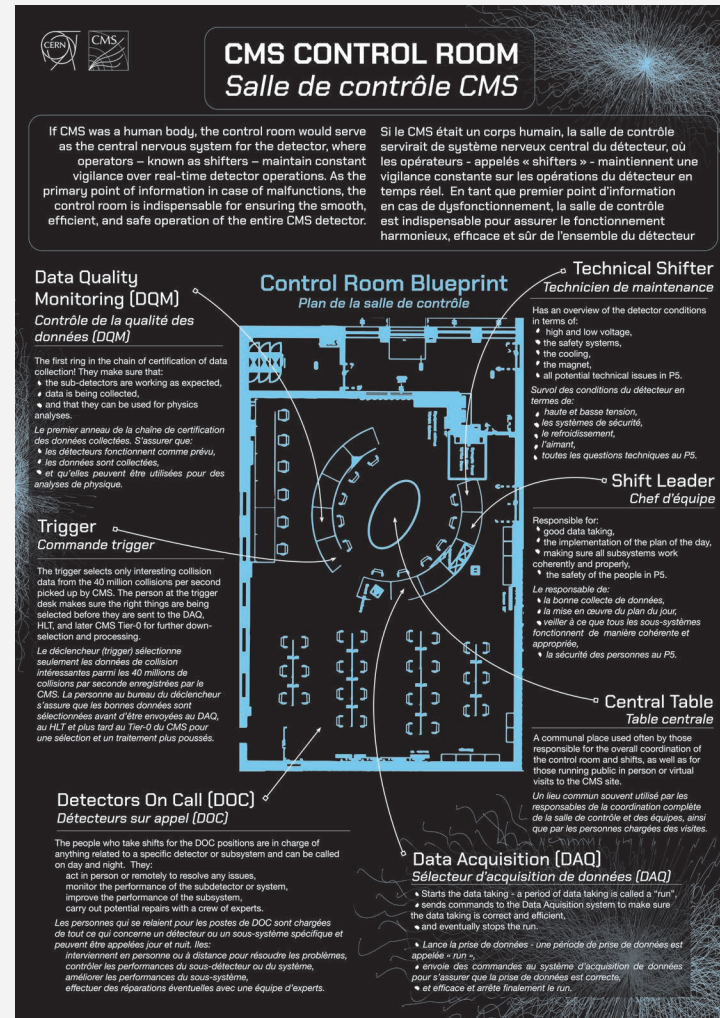 CERN
CMS
CMS CONTROL ROOM
Salle de contrôle CMS
If CMS was a human body, the control room would serve
as the central nervous system for the detector, where
operators – known as shifters – maintain constant
vigilance over real-time detector operations. As the
primary point of information in case of malfunctions, the
control room is indispensable for ensuring the smooth,
efficient, and safe operation of the entire CMS detector.
Si le CMS était un corps humain, la salle de contrôle
servirait de système nerveux central du détecteur, où
les opérateurs - appelés « shifters » - maintiennent une
vigilance constante sur les opérations du détecteur en
temps réel. En tant que premier point d'information
en cas de dysfonctionnement, la salle de contrôle
est indispensable pour assurer le fonctionnement
harmonieux, efficace et sûr de l'ensemble du détecteur
Data Quality
Monitoring (DQM)
Contrôle de la qualité des
données (DQM)
The first ring in the chain of certification of data
collection! They make sure that:
the sub-detectors are working as expected,
data is being collected,
and that they can be used for physics
analyses.
Le premier anneau de la chaîne de certification
des données collectées. S'assurer que:
les détecteurs fonctionnent comme prévu,
les données sont collectées,
et qu'elles peuvent être utilisées pour des
analyses de physique.
Control Room Blueprint
Plan de la salle de contrôle
Technical Shifter
Technicien de maintenance
Has an overview of the detector conditions
in terms of:
high and low voltage,
the safety systems,
the cooling,
the magnet,
all potential technical issues in P5.
Survol des conditions du détecteur en
termes de:
haute et basse tension,
les systèmes de sécurité,
le refroidissement,
l'aimant,
toutes les questions techniques au P5.
Shift Leader
Chef d'équipe
Responsible for:
good data taking,
the implementation of the plan of the day,
making sure all subsystems work
coherently and properly,
the safety of the people in P5.
Le responsable de:
la bonne collecte de données,
la mise en œuvre du plan du jour,
veiller à ce que tous les sous-systèmes
fonctionnent de manière cohérente et
appropriée,
la sécurité des personnes au P5.
Trigger
Commande trigger
The trigger selects only interesting collision
data from the 40 million collisions per second
picked up by CMS. The person at the trigger
desk makes sure the right things are being
selected before they are sent to the DAQ,
HLT, and later CMS Tier-0 for further down-
selection and processing.
Le déclencheur (trigger) sélectionne
seulement les données de collision
intéressantes parmi les 40 millions de
collisions par seconde enregistrées par le
CMS. La personne au bureau du déclencheur
s'assure que les bonnes données sont
sélectionnées avant d'être envoyées au DAQ,
au HLT et plus tard au Tier-0 du CMS pour
une sélection et un traitement plus poussés.
Central Table
Table centrale
A communal place used often by those
responsible for the overall coordination of
the control room and shifts, as well as for
those running public in person or virtual
visits to the CMS site.
Un lieu commun souvent utilisé par les
responsables de la coordination complète
de la salle de contrôle et des équipes, ainsi
que par les personnes chargées des visites.
Detectors On Call (DOC)
Détecteurs sur appel (DOC)
The people who take shifts for the DOC positions are in charge of
anything related to a specific detector or subsystem and can be called
on day and night. They:
act in person or remotely to resolve any issues,
monitor the performance of the subdetector or system,
improve the performance of the subsystem,
carry out potential repairs with a crew of experts.
Les personnes qui se relaient pour les postes de DOC sont chargées
de tout ce qui concerne un détecteur ou un sous-système spécifique et
peuvent être appelées jour et nuit. Iles:
interviennent en personne ou à distance pour résoudre les problèmes,
contrôler les performances du sous-détecteur ou du système,
améliorer les performances du sous-système,
effectuer des réparations éventuelles avec une équipe d'experts.
Data Acquisition (DAQ)
Sélecteur d'acquisition de données (DAQ)
Starts the data taking - a period of data taking is called a "run",
sends commands to the Data Aquisition system to make sure
the data taking is correct and efficient,
and eventually stops the run.
Lance la prise de données - une période de prise de données est
appelée « run »,
envoie des commandes au système d'acquisition de données
pour s'assurer que la prise de données est correcte,
et efficace et arrête finalement le run.